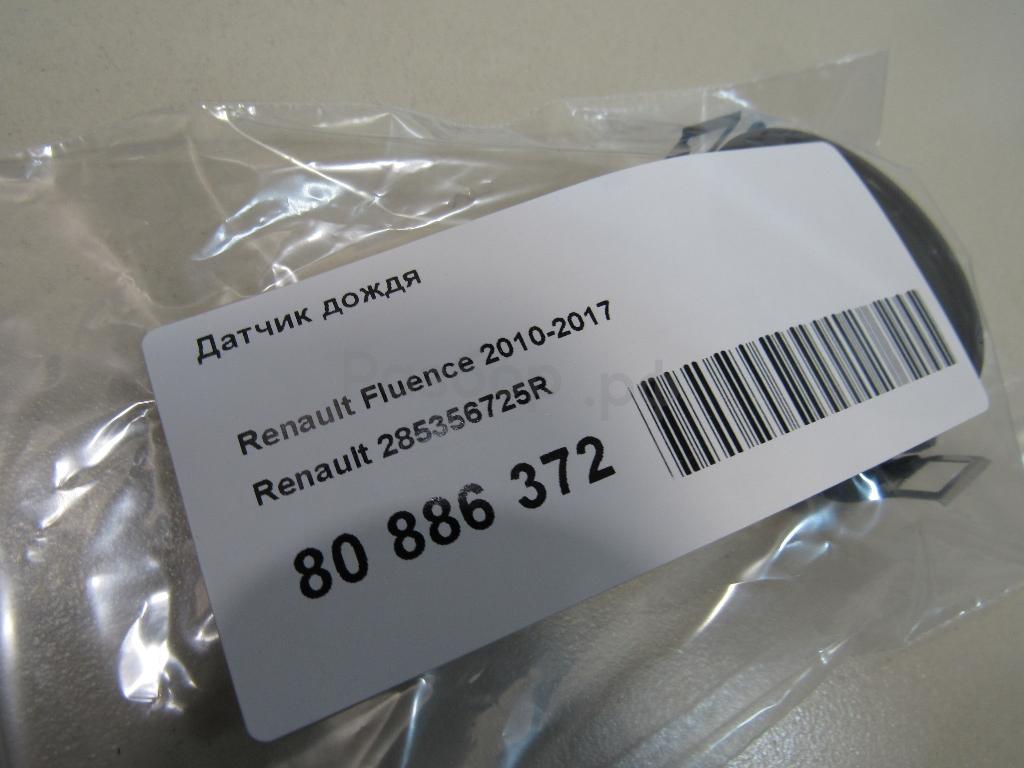 Датчик дождя
Renault Fluence 2010-2017
Renault 285356725R
80 886 372